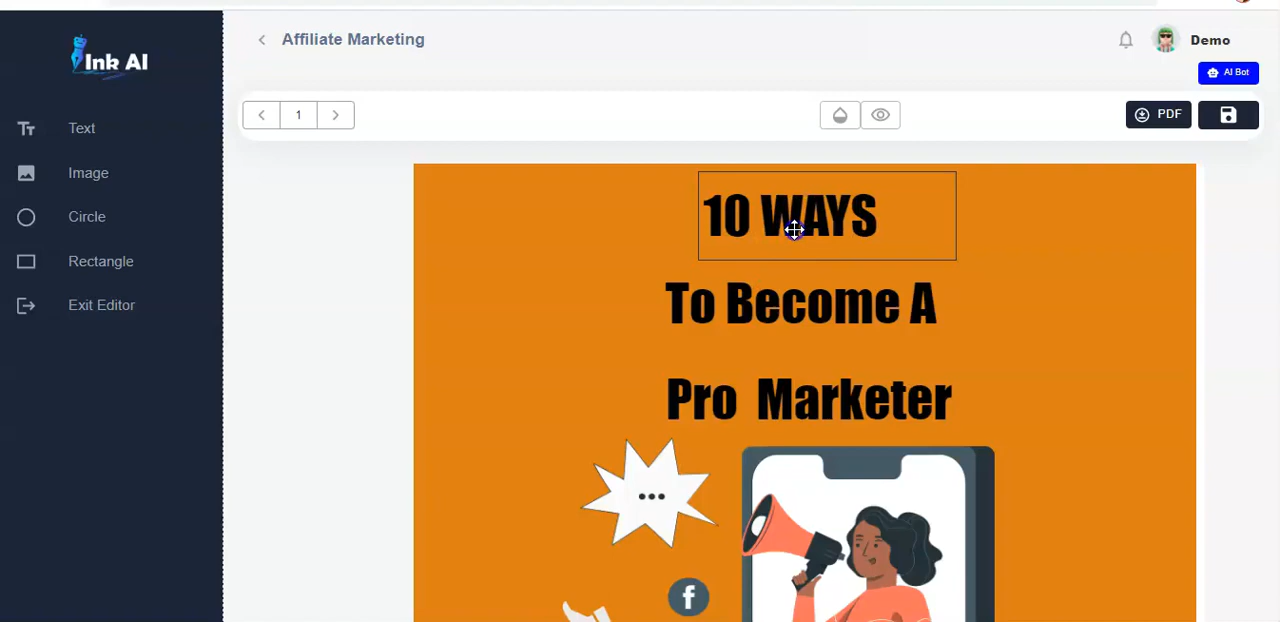 Ink AI
Affiliate Marketing
Demo
AI Bot
1
PDF
Text
Image
Circle
Rectangle
Exit Editor
10 WAYS
To Become A
Pro Marketer
f